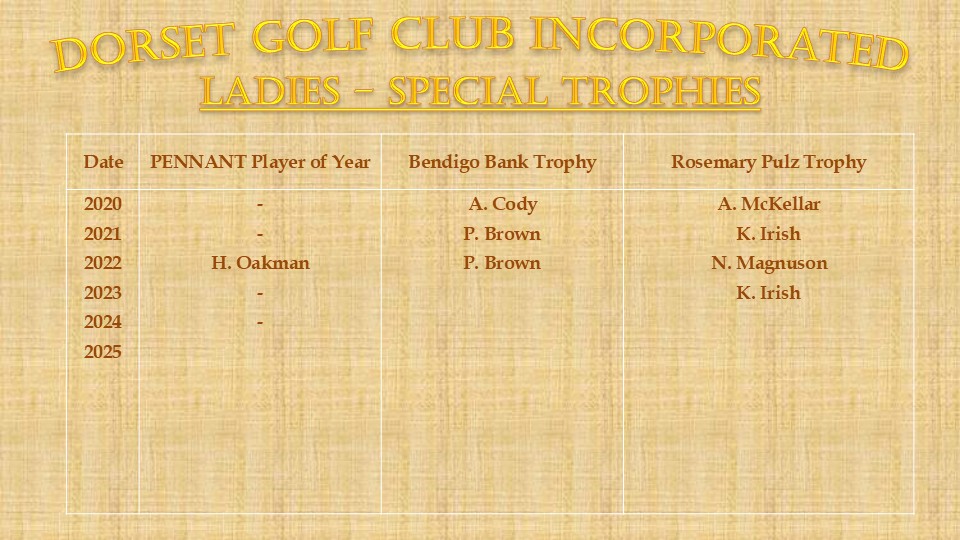 DORSET GOLF CLUB INCORPORATED
LADIES – SPECIAL TROPHIES
Date PENNANT Player of Year Bendigo Bank Trophy Rosemary Pulz Trophy
2020 - A. Cody A. McKellar
2021 - P. Brown K. Irish
2022 H. Oakman P. Brown N. Magnuson
2023 - K. Irish
2024 -
2025